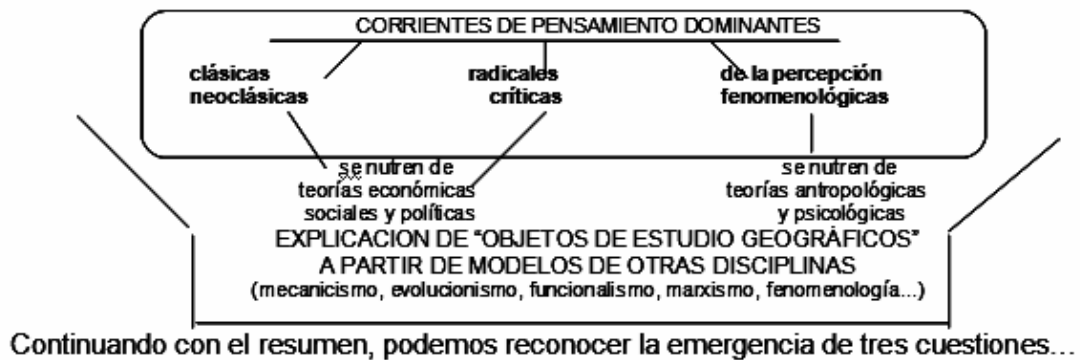 CORRIENTES DE PENSAMIENTO DOMINANTES
clásicas radicales de la percepción
neoclásicas críticas fenomenológicas
se nutren de se nutren de
teorías económicas teorías antropológicas
sociales y políticas y psicológicas
EXPLICACION DE “OBJETOS DE ESTUDIO GEOGRÁFICOS”
A PARTIR DE MODELOS DE OTRAS DISCIPLINAS
(mecanicismo, evolucionismo, funcionalismo, marxismo, fenomenología...)
Continuando con el resumen, podemos reconocer la emergencia de tres cuestiones...